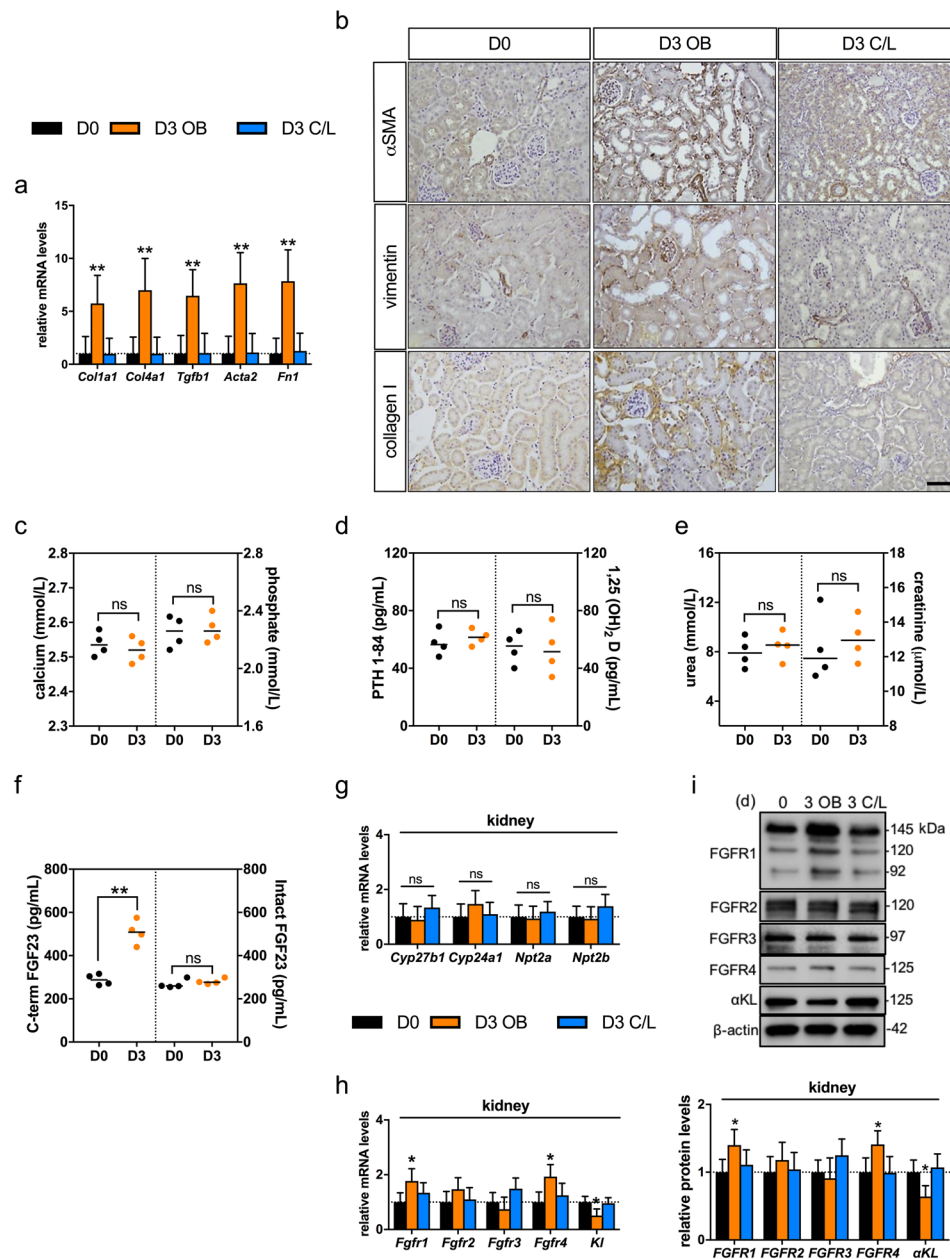 b
D0 D3 OB D3 C/L
αSMA
vimentin
collagen I
D0 D3 OB D3 C/L
a
relative mRNA levels
15
10
5
1
0
** ** ** ** **
Col1a1 Col4a1 Tgfb1 Acta2 Fn1
c
calcium (mmol/L)
2.8
2.7
2.6
2.5
2.4
2.3
ns ns
2.8
2.4
2.0
1.6
phosphate (mmol/L)
D0 D3 D0 D3
d
PTH 1-84 (pg/mL)
120
80
40
0
ns ns
120
80
40
0
1,25 (OH)2 D (pg/mL)
D0 D3 D0 D3
e
urea (mmol/L)
16
12
8
4
ns ns
18
16
14
12
10
8
creatinine (μmol/L)
D0 D3 D0 D3
f
C-term FGF23 (pg/mL)
800
600
400
200
0
** ns
800
600
400
200
0
Intact FGF23 (pg/mL)
D0 D3 D0 D3
g
kidney
relative mRNA levels
4
2
1
0
ns ns ns ns
Cyp27b1 Cyp24a1 Npt2a Npt2b
D0 D3 OB D3 C/L
h
kidney
relative mRNA levels
4
2
1
0
* * *
Fgfr1 Fgfr2 Fgfr3 Fgfr4 Kl
i
(d) 0 3 OB 3 C/L
FGFR1 -145 kDa
-120
-92
FGFR2 -120
FGFR3 -97
FGFR4 -125
αKL -125
β-actin -42
kidney
relative protein levels
2
1
0
* * *
FGFR1 FGFR2 FGFR3 FGFR4 αKL